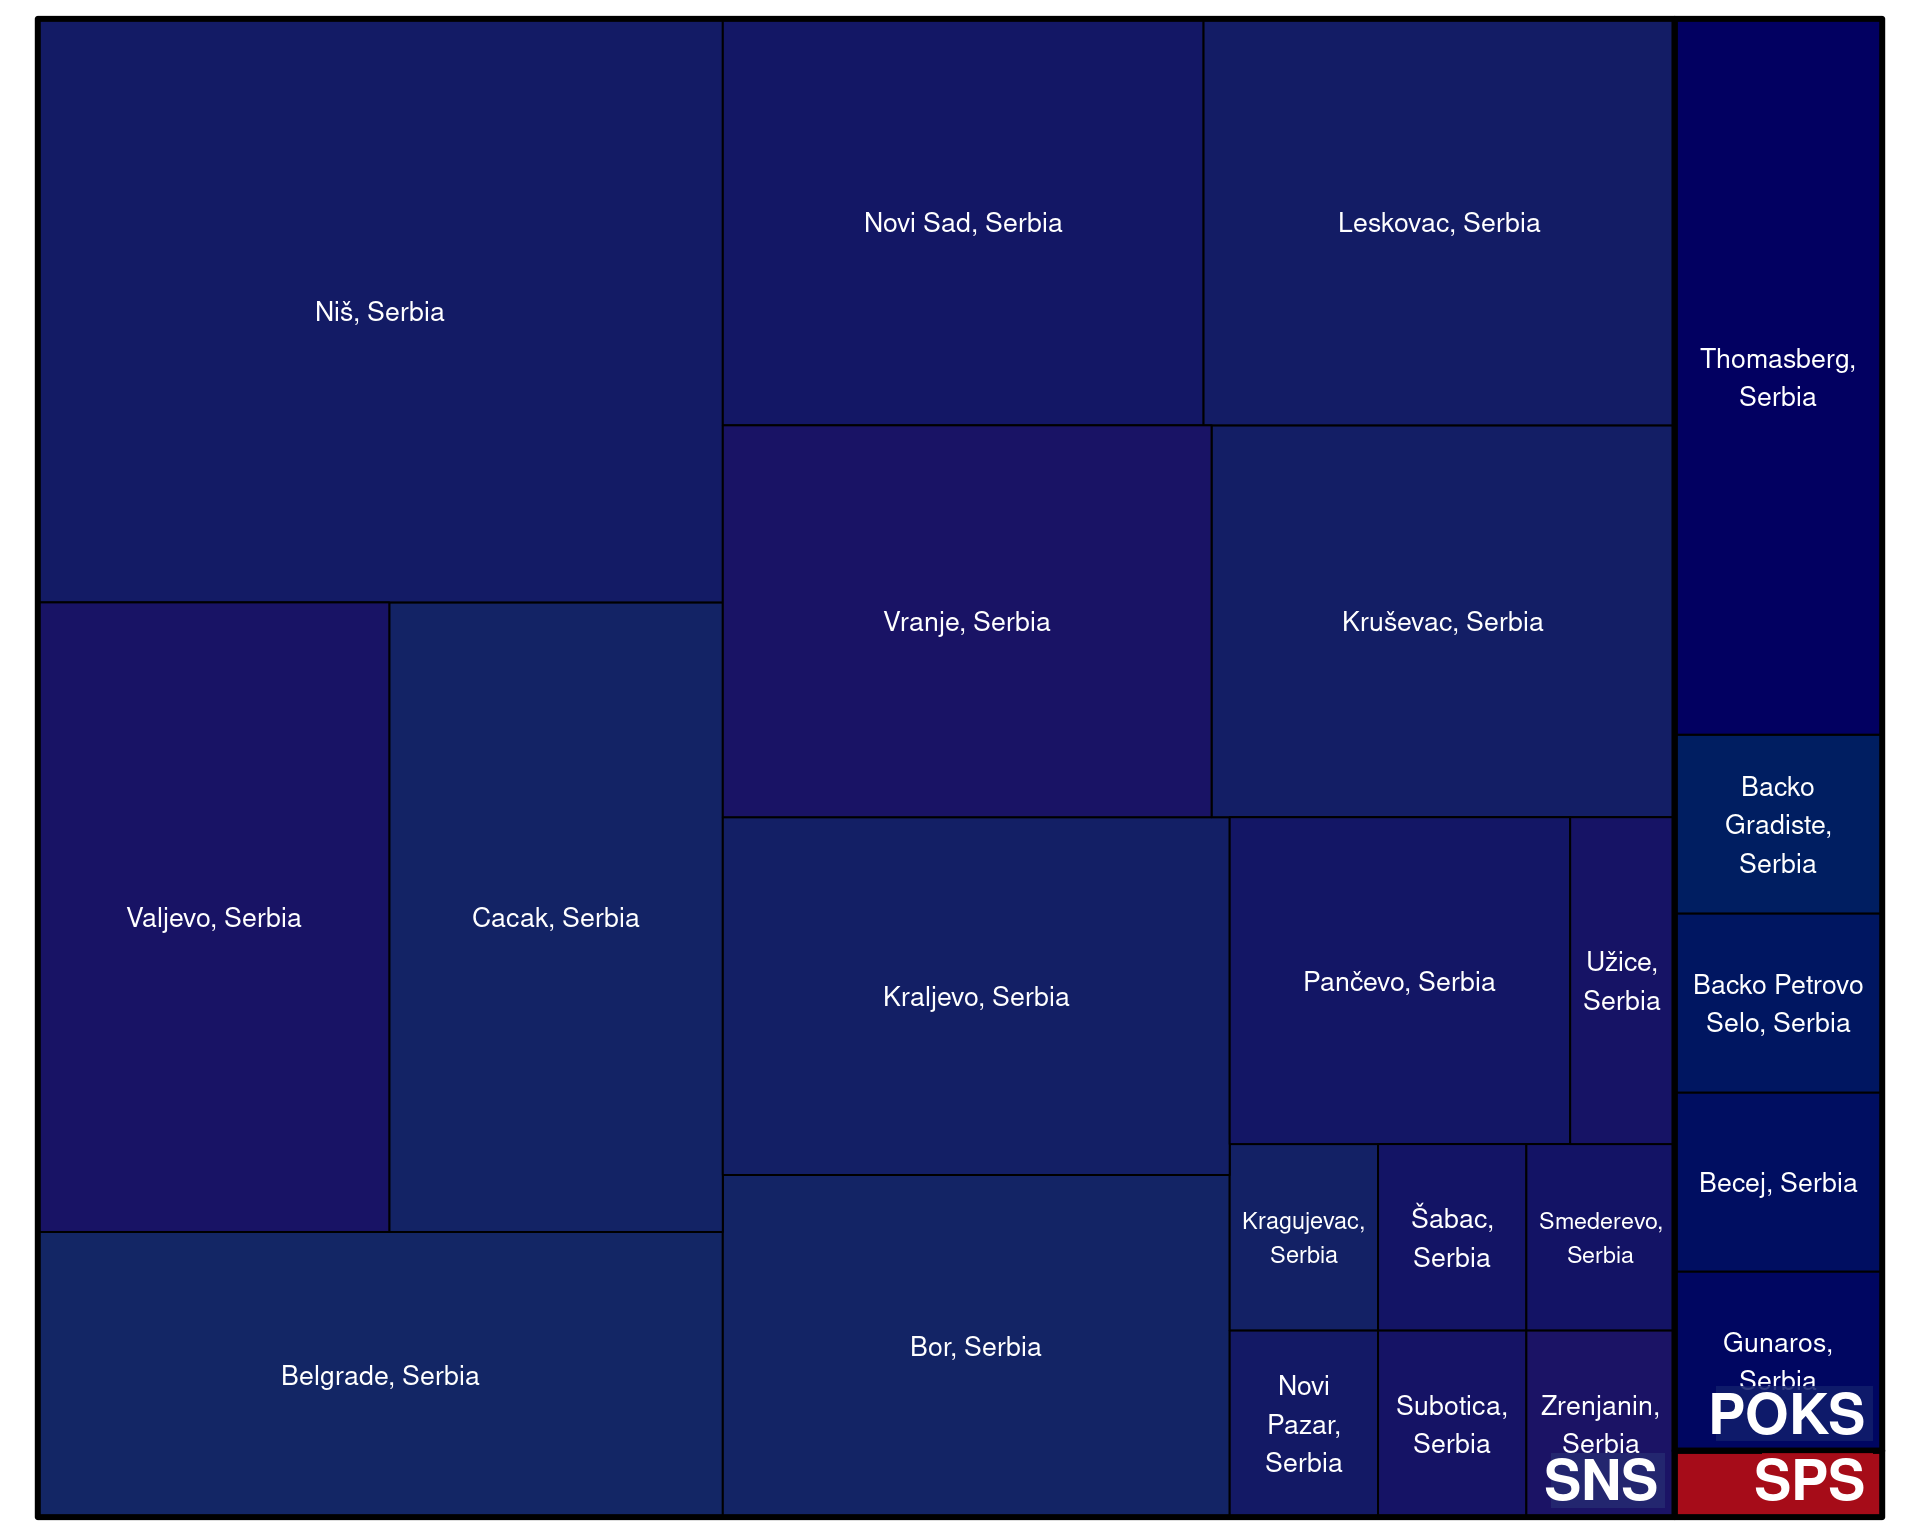 Niš, Serbia
Novi Sad, Serbia
Leskovac, Serbia
Thomasberg,
Serbia
Vranje, Serbia
Kruševac, Serbia
Valjevo, Serbia
Cacak, Serbia
Backo
Gradiste,
Serbia
Kraljevo, Serbia
Pančevo, Serbia
Užice,
Serbia
Backo Petrovo
Selo, Serbia
Becej, Serbia
Kragujevac,
Serbia
Šabac,
Serbia
Smederevo,
Serbia
Belgrade, Serbia
Bor, Serbia
Novi
Pazar,
Serbia
Subotica,
Serbia
Zrenjanin,
Serbia
SNS
Gunaros,
Serbia
POKS
SPS